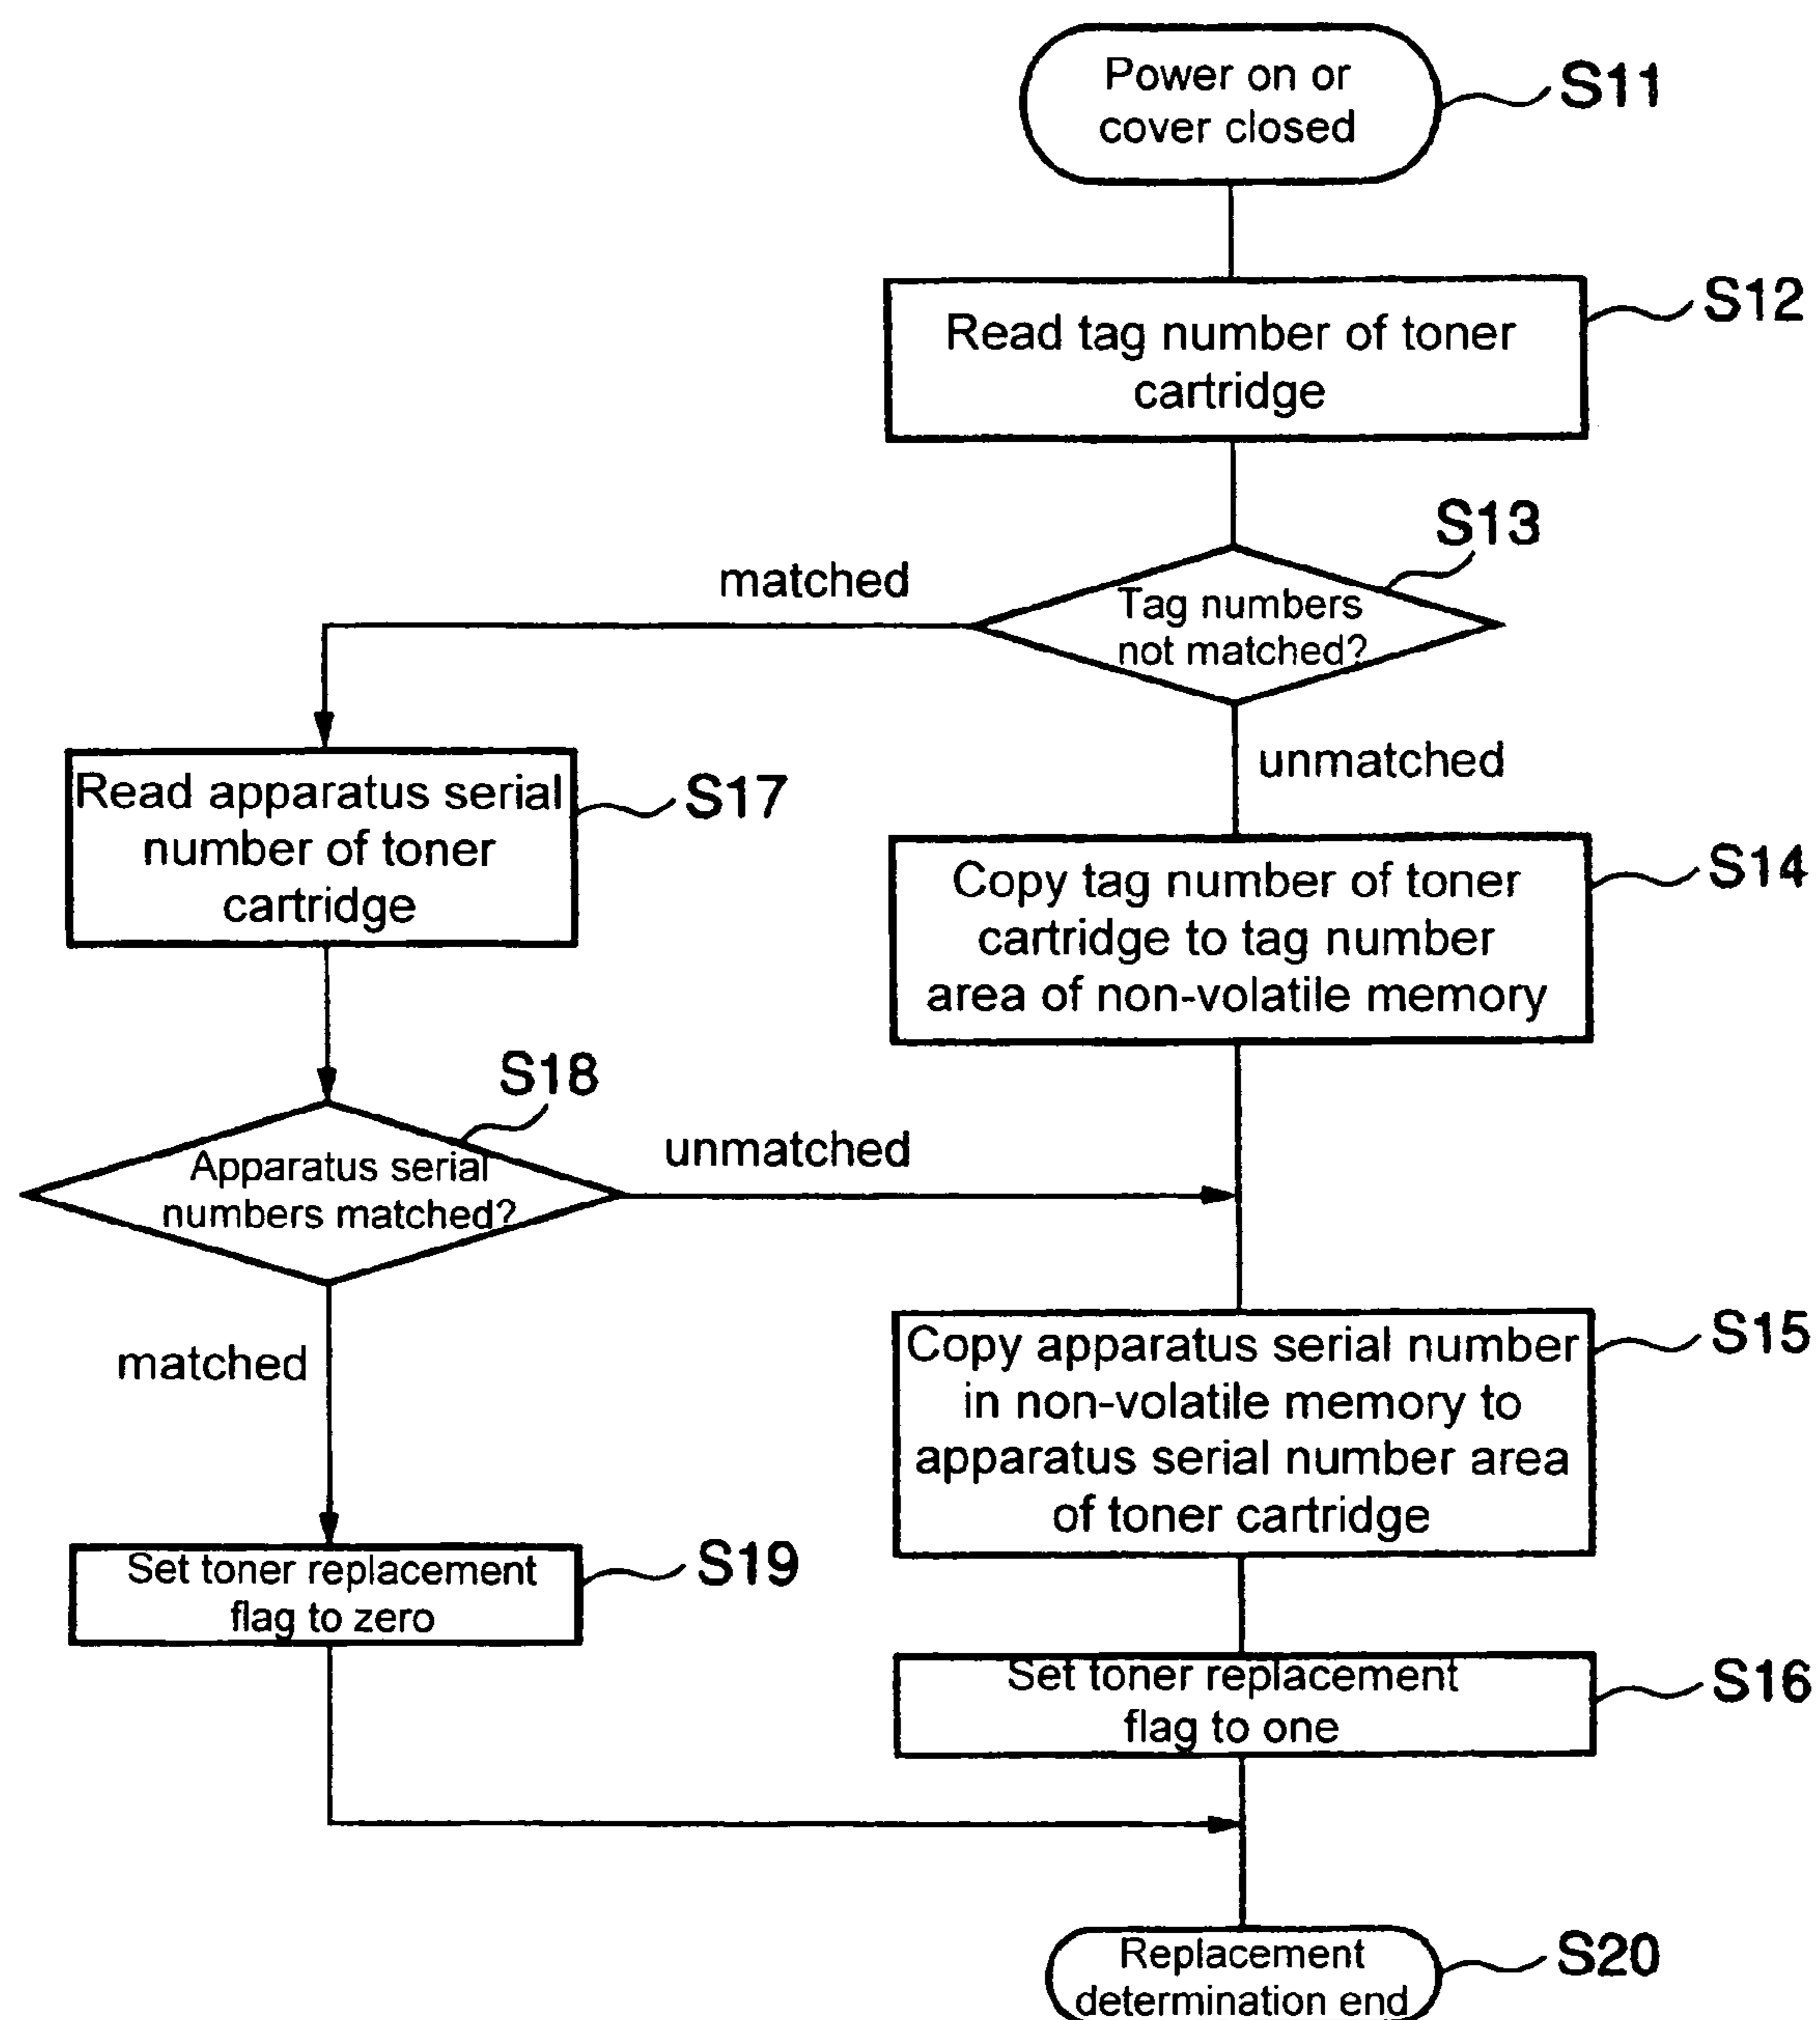 Power on or
cover closed
S11
Read tag number of toner
cartridge
S12
S13
Tag numbers
not matched?
matched
unmatched
Read apparatus serial
number of toner
cartridge
S17
Copy tag number of toner
cartridge to tag number
area of non-volatile memory
S14
S18
Apparatus serial
numbers matched?
unmatched
matched
Copy apparatus serial number
in non-volatile memory to
apparatus serial number area
of toner cartridge
S15
Set toner replacement
flag to zero
S19
Set toner replacement
flag to one
S16
Replacement
determination end
S20